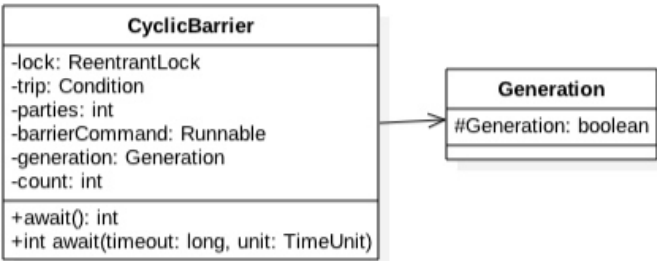 CyclicBarrier
-lock: ReentrantLock
-trip: Condition
-parties: int
-barrierCommand: Runnable
-generation: Generation
-count: int
+await(): int
+int await(timeout: long, unit: TimeUnit)
Generation
#Generation: boolean